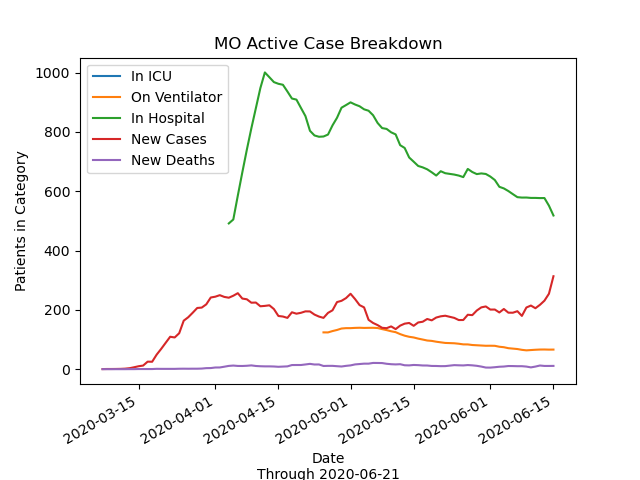 MO Active Case Breakdown
In ICU
On Ventilator
In Hospital
New Cases
New Deaths
Patients in Category
1000
800
600
400
200
0
2020-03-15
2020-04-01
2020-04-15
2020-05-01
2020-05-15
2020-06-01
2020-06-15
Date
Through 2020-06-21